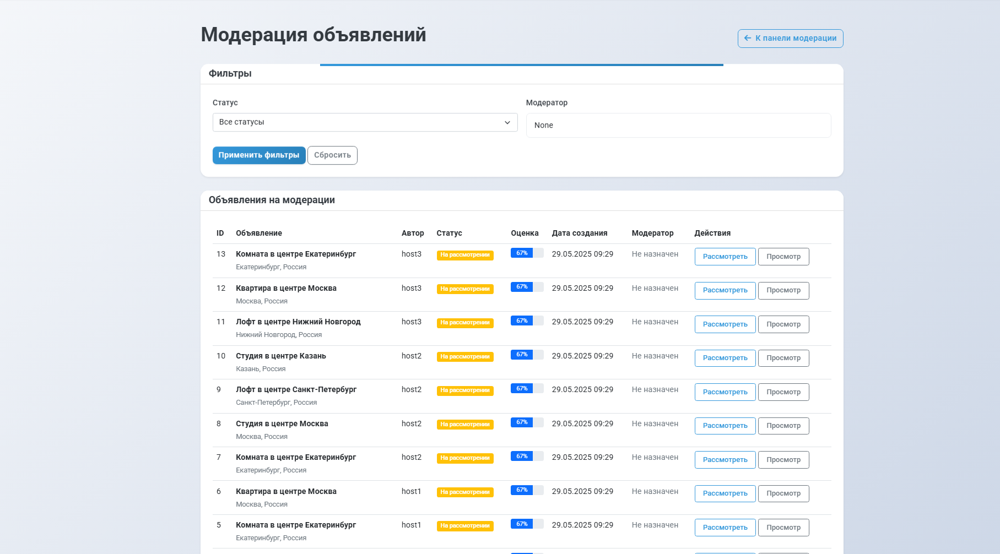 Модерация объявлений
К панели модерации
Фильтры
Статус Модератор
Все статусы None
Применить фильтры Сбросить
Объявления на модерации
ID Объявление Автор Статус Оценка Дата создания Модератор Действия
13 Комната в центре Екатеринбург host3 На рассмотрении 67% 29.05.2025 09:29 Не назначен Рассмотреть Просмотр
Екатеринбург, Россия
12 Квартира в центре Москва host3 На рассмотрении 67% 29.05.2025 09:29 Не назначен Рассмотреть Просмотр
Москва, Россия
11 Лофт в центре Нижний Новгород host3 На рассмотрении 67% 29.05.2025 09:29 Не назначен Рассмотреть Просмотр
Нижний Новгород, Россия
10 Студия в центре Казань host2 На рассмотрении 67% 29.05.2025 09:29 Не назначен Рассмотреть Просмотр
Казань, Россия
9 Лофт в центре Санкт-Петербург host2 На рассмотрении 67% 29.05.2025 09:29 Не назначен Рассмотреть Просмотр
Санкт-Петербург, Россия
8 Студия в центре Москва host2 На рассмотрении 67% 29.05.2025 09:29 Не назначен Рассмотреть Просмотр
Москва, Россия
7 Комната в центре Екатеринбург host2 На рассмотрении 67% 29.05.2025 09:29 Не назначен Рассмотреть Просмотр
Екатеринбург, Россия
6 Квартира в центре Москва host1 На рассмотрении 67% 29.05.2025 09:29 Не назначен Рассмотреть Просмотр
Москва, Россия
5 Комната в центре Екатеринбург host1 На рассмотрении 67% 29.05.2025 09:29 Не назначен Рассмотреть Просмотр
Екатеринбург, Россия